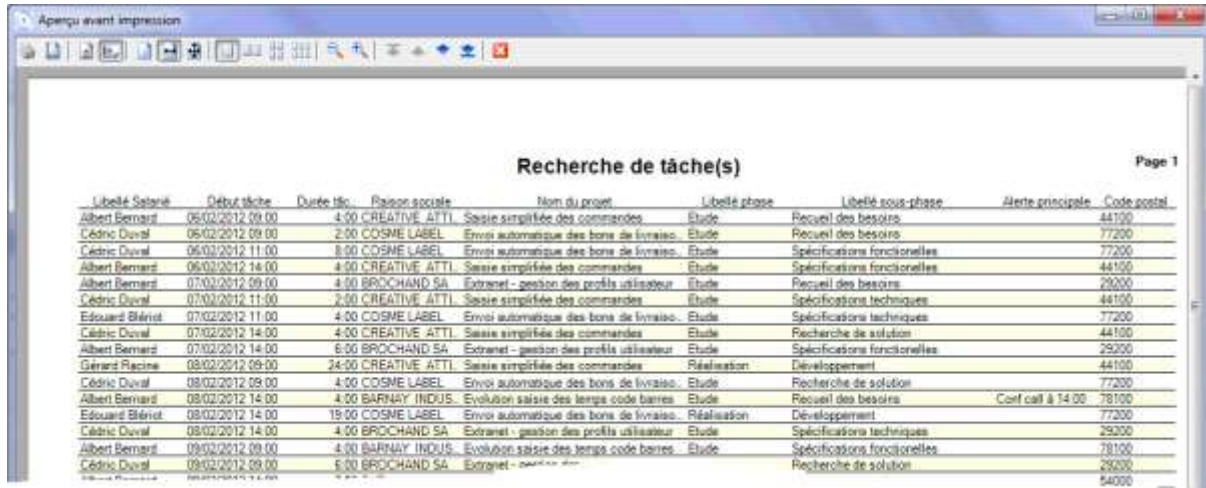 Aperçu avant impression
Recherche de tâche(s)
Page 1
Libellé Salarié Début tâche Durée tâc.. Raison sociale Nom du projet Libellé phase Libellé sous-phase Alerte principale Code postal
Albert Bernard 06/02/2012 09:00 4:00 CREATIVE ATTI.. Saisie simplifiée des commandes Etude Recueil des besoins 44100
Cédric Duval 06/02/2012 09:00 2:00 COSME LABEL Envoi automatique des bons de livraiso.. Etude Recueil des besoins 77200
Cédric Duval 06/02/2012 11:00 8:00 COSME LABEL Envoi automatique des bons de livraiso.. Etude Spécifications fonctionelles 77200
Albert Bernard 06/02/2012 14:00 4:00 CREATIVE ATTI.. Saisie simplifiée des commandes Etude Spécifications fonctionelles 44100
Albert Bernard 07/02/2012 09:00 4:00 BROCHAND SA Extranet - gestion des profils utilisateur Etude Recueil des besoins 29200
Cédric Duval 07/02/2012 11:00 2:00 CREATIVE ATTI.. Saisie simplifiée des commandes Etude Spécifications techniques 44100
Edouard Blériot 07/02/2012 11:00 4:00 COSME LABEL Envoi automatique des bons de livraiso.. Etude Spécifications techniques 77200
Cédric Duval 07/02/2012 14:00 4:00 CREATIVE ATTI.. Saisie simplifiée des commandes Etude Recherche de solution 44100
Albert Bernard 07/02/2012 14:00 6:00 BROCHAND SA Extranet - gestion des profils utilisateur Etude Spécifications fonctionelles 29200
Gérard Racine 08/02/2012 09:00 24:00 CREATIVE ATTI.. Saisie simplifiée des commandes Réalisation Développement 44100
Cédric Duval 08/02/2012 09:00 4:00 COSME LABEL Envoi automatique des bons de livraiso.. Etude Recherche de solution 77200
Albert Bernard 08/02/2012 14:00 4:00 BARNAY INDUS.. Evolution saisie des temps code barres Etude Recueil des besoins Conf call à 14:00 78100
Edouard Blériot 08/02/2012 14:00 19:00 COSME LABEL Envoi automatique des bons de livraiso.. Réalisation Développement 77200
Cédric Duval 08/02/2012 14:00 4:00 BROCHAND SA Extranet - gestion des profils utilisateur Etude Spécifications techniques 29200
Albert Bernard 09/02/2012 09:00 4:00 BARNAY INDUS.. Evolution saisie des temps code barres Etude Spécifications fonctionelles 78100
Cédric Duval 09/02/2012 09:00 6:00 BROCHAND SA Extranet - Recherche de solution 29200
54000